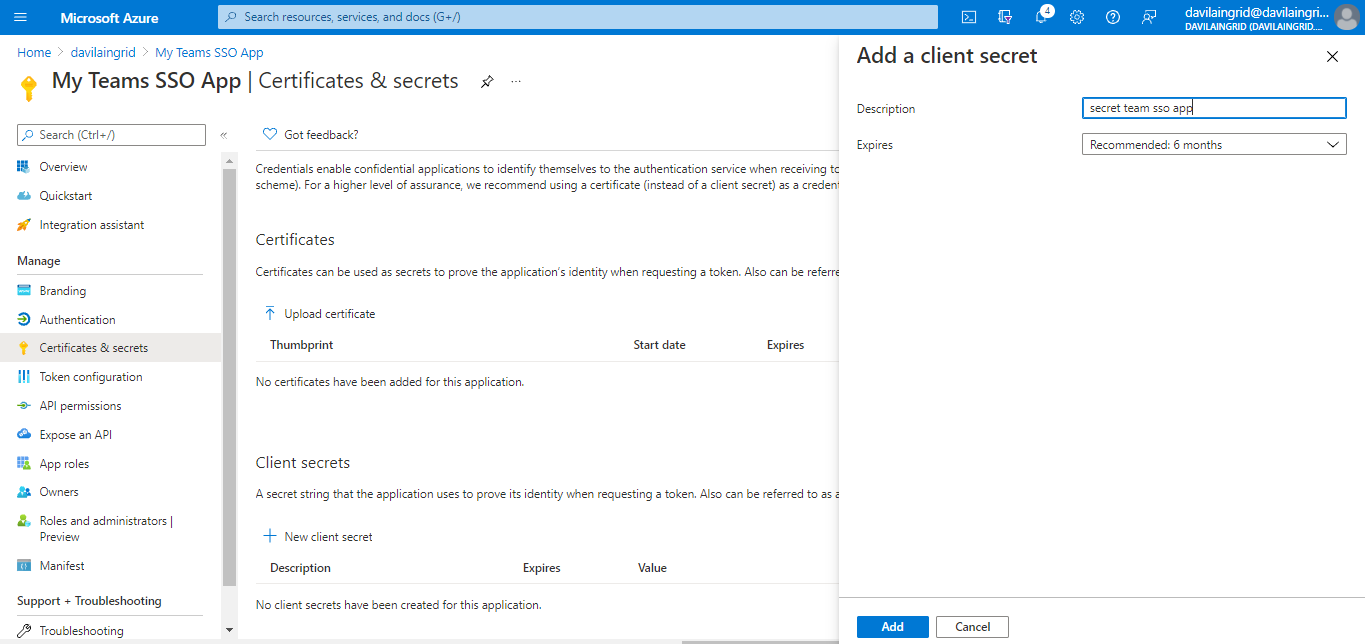 Microsoft Azure
Search resources, services, and docs (G+/)
4
davilaingrid@davilaingri...
DAVILAINGRID (DAVILAINGRID....
Home > davilaingrid > My Teams SSO App
My Teams SSO App | Certificates & secrets
...
Search (Ctrl+/)
«
Overview
Quickstart
Integration assistant
Manage
Branding
Authentication
Certificates & secrets
Token configuration
API permissions
Expose an API
App roles
Owners
Roles and administrators |
Preview
Manifest
Support + Troubleshooting
Troubleshooting
Got feedback?
Credentials enable confidential applications to identify themselves to the authentication service when receiving to
scheme). For a higher level of assurance, we recommend using a certificate (instead of a client secret) as a creden
Certificates
Certificates can be used as secrets to prove the application's identity when requesting a token. Also can be referre
Upload certificate
Thumbprint Start date Expires
No certificates have been added for this application.
Client secrets
A secret string that the application uses to prove its identity when requesting a token. Also can be referred to as a
New client secret
Description Expires Value
No client secrets have been created for this application.
Add a client secret
Description secret team sso app
Expires Recommended: 6 months
Add Cancel